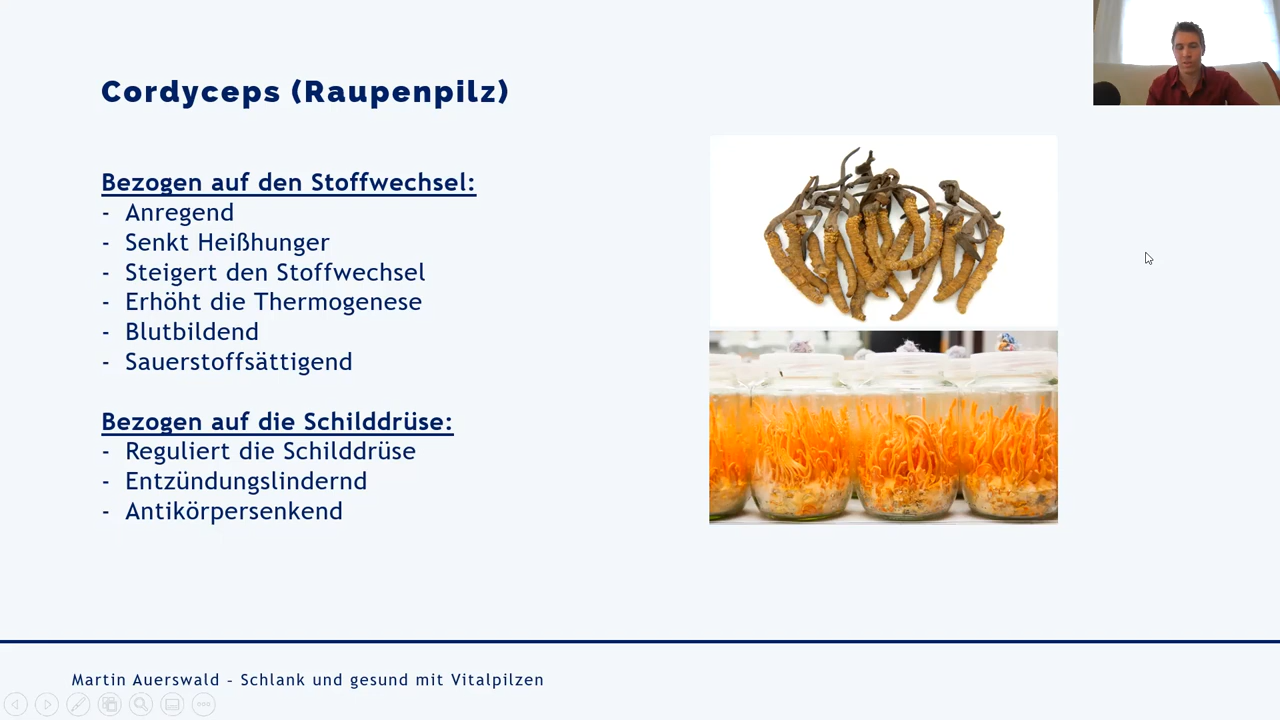 Cordyceps (Raupenpilz)
Bezogen auf den Stoffwechsel:
- Anregend
- Senkt Heißhunger
- Steigert den Stoffwechsel
- Erhöht die Thermogenese
- Blutbildend
- Sauerstoffsättigend
Bezogen auf die Schilddrüse:
- Reguliert die Schilddrüse
- Entzündungslindernd
- Antikörpersenkend
Martin Auerswald – Schlank und gesund mit Vitalpilzen